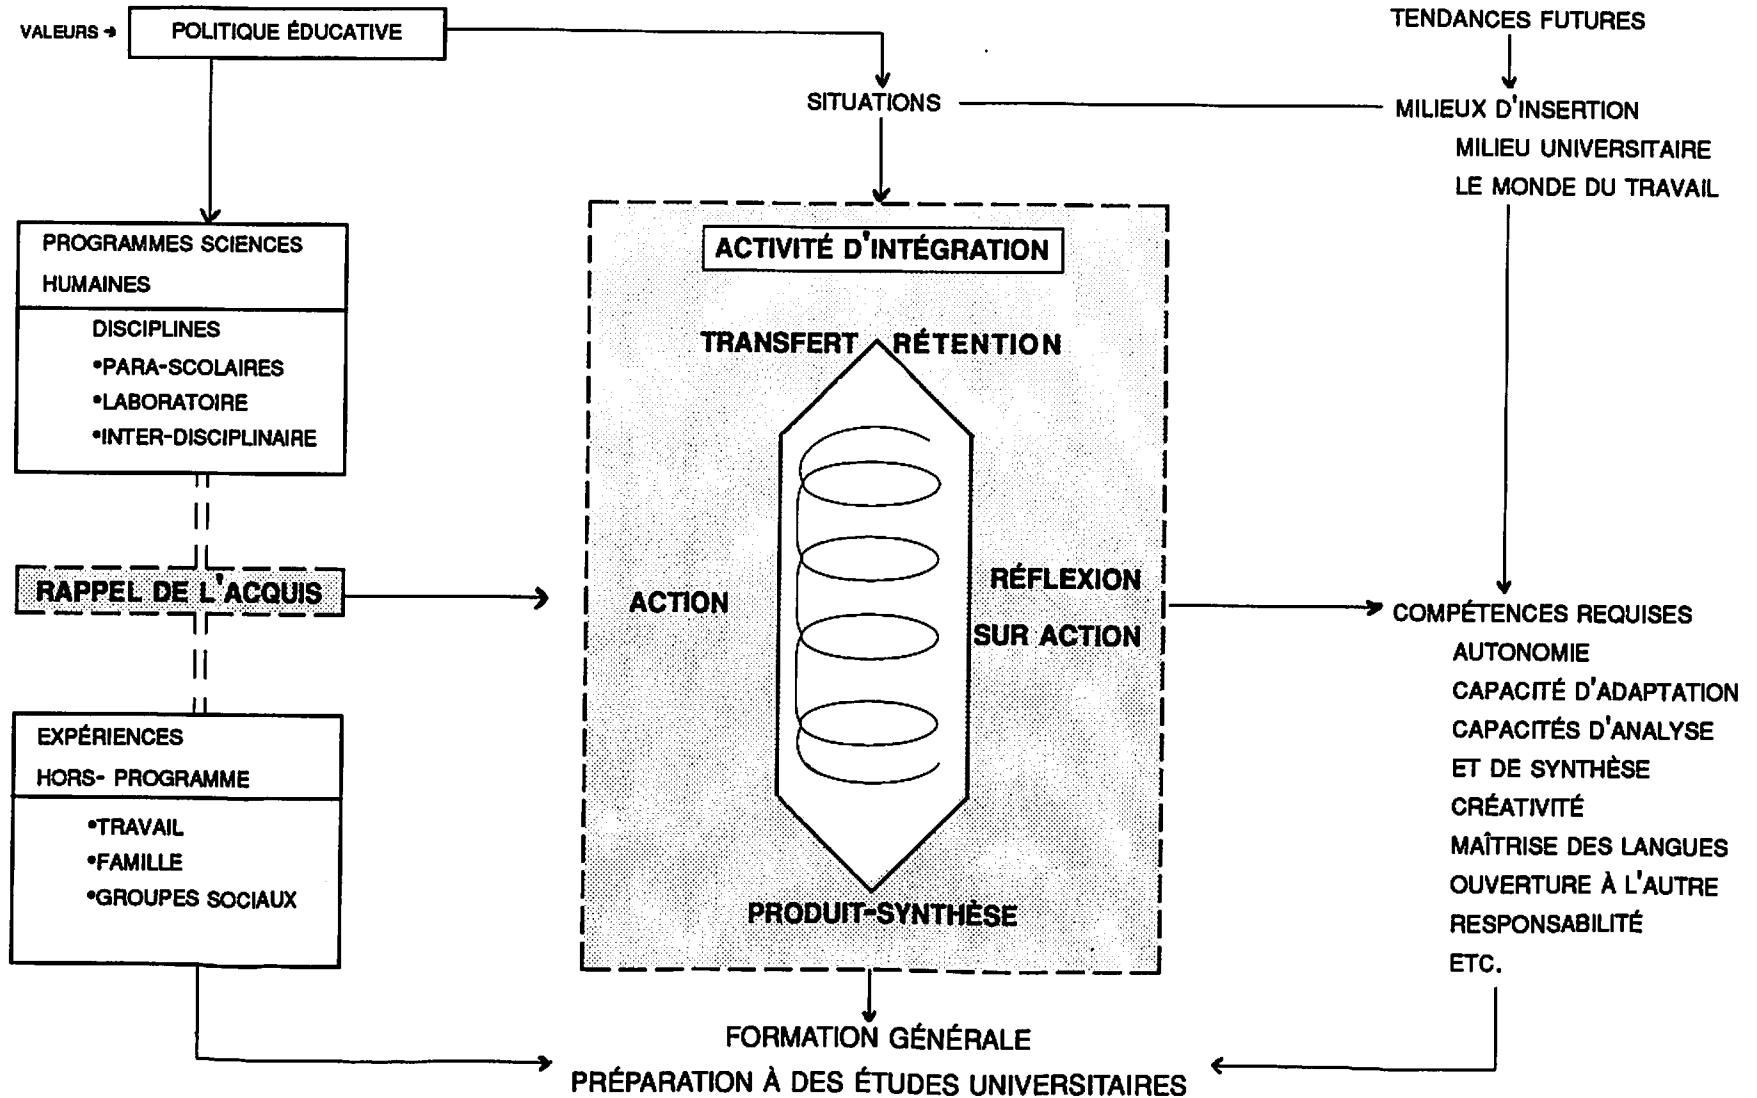 VALEURS →
POLITIQUE ÉDUCATIVE
TENDANCES FUTURES
SITUATIONS
MILIEUX D'INSERTION
MILIEU UNIVERSITAIRE
LE MONDE DU TRAVAIL
PROGRAMMES SCIENCES
HUMAINES
DISCIPLINES
•PARA-SCOLAIRES
•LABORATOIRE
•INTER-DISCIPLINAIRE
RAPPEL DE L'ACQUIS
EXPÉRIENCES
HORS- PROGRAMME
•TRAVAIL
•FAMILLE
•GROUPES SOCIAUX
ACTIVITÉ D'INTÉGRATION
TRANSFERT
RÉTENTION
ACTION
RÉFLEXION
SUR ACTION
PRODUIT-SYNTHÈSE
COMPÉTENCES REQUISES
AUTONOMIE
CAPACITÉ D'ADAPTATION
CAPACITÉS D'ANALYSE
ET DE SYNTHÈSE
CRÉATIVITÉ
MAÎTRISE DES LANGUES
OUVERTURE À L'AUTRE
RESPONSABILITÉ
ETC.
FORMATION GÉNÉRALE
PRÉPARATION À DES ÉTUDES UNIVERSITAIRES